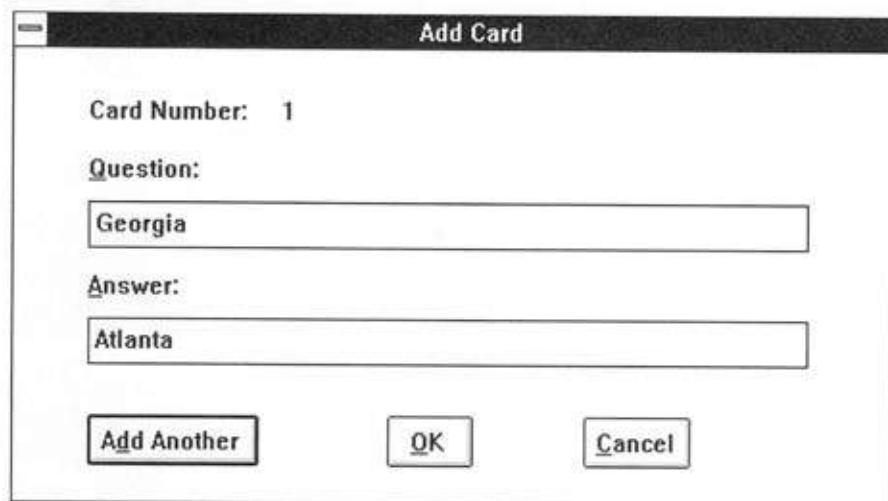 Add Card
Card Number: 1
Question:
Georgia
Answer:
Atlanta
Add Another OK Cancel